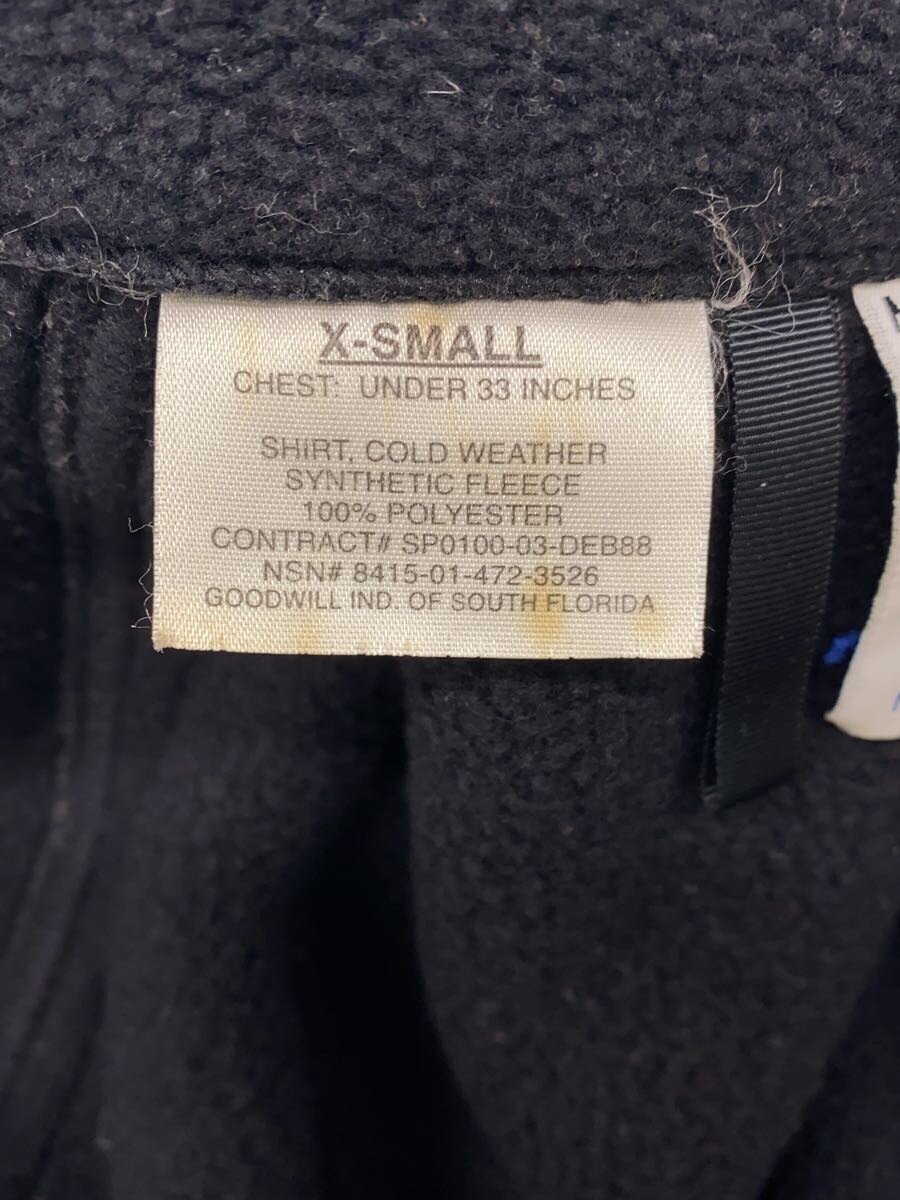 X-SMALL
CHEST: UNDER 33 INCHES
SHIRT, COLD WEATHER
SYNTHETIC FLEECE
100% POLYESTER
CONTRACT# SP0100-03-DEB88
NSN# 8415-01-472-3526
GOODWILL IND. OF SOUTH FLORIDA